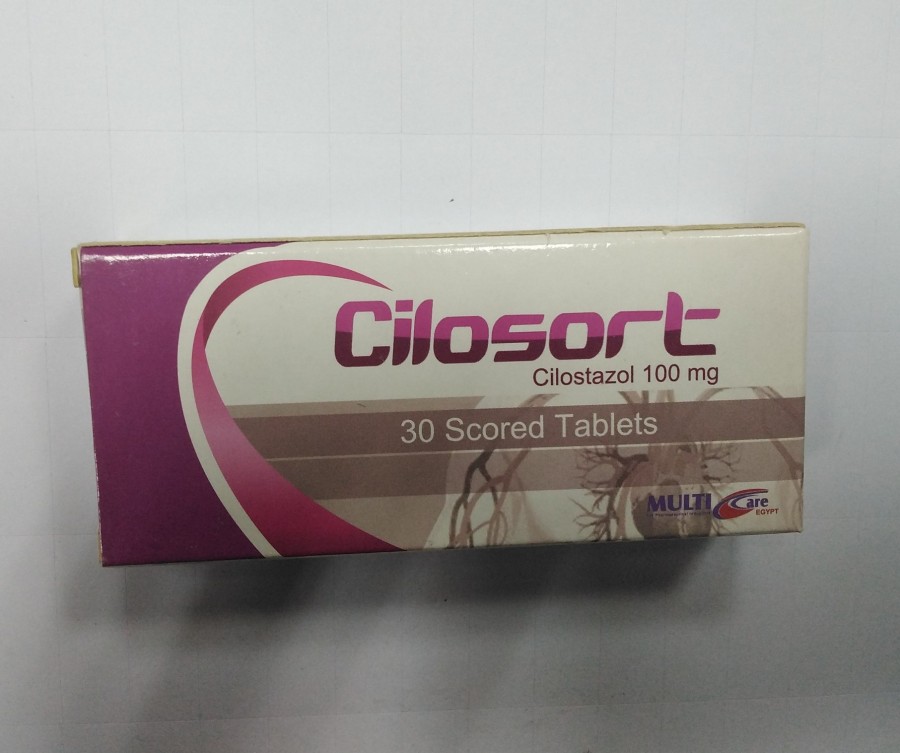 Cilosort
Cilostazol 100 mg
30 Scored Tablets
MULTI Care
EGYPT